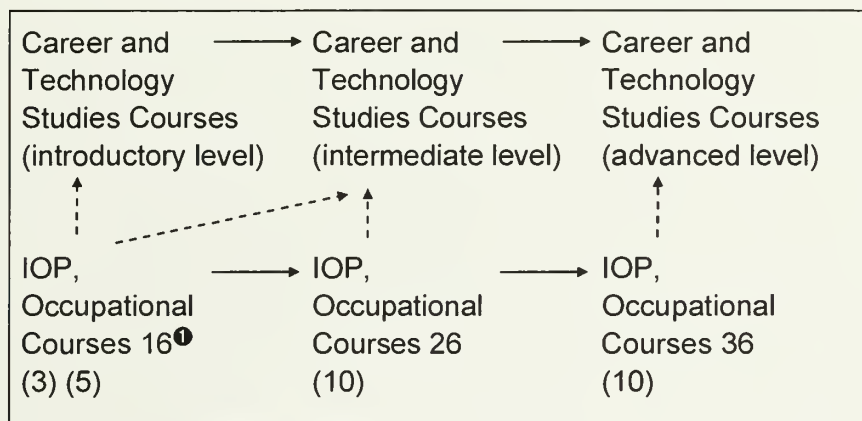 Career and
Technology
Studies Courses
(introductory level)
Career and
Technology
Studies Courses
(intermediate level)
Career and
Technology
Studies Courses
(advanced level)
IOP,
Occupational
Courses 16❶
(3) (5)
IOP,
Occupational
Courses 26
(10)
IOP,
Occupational
Courses 36
(10)